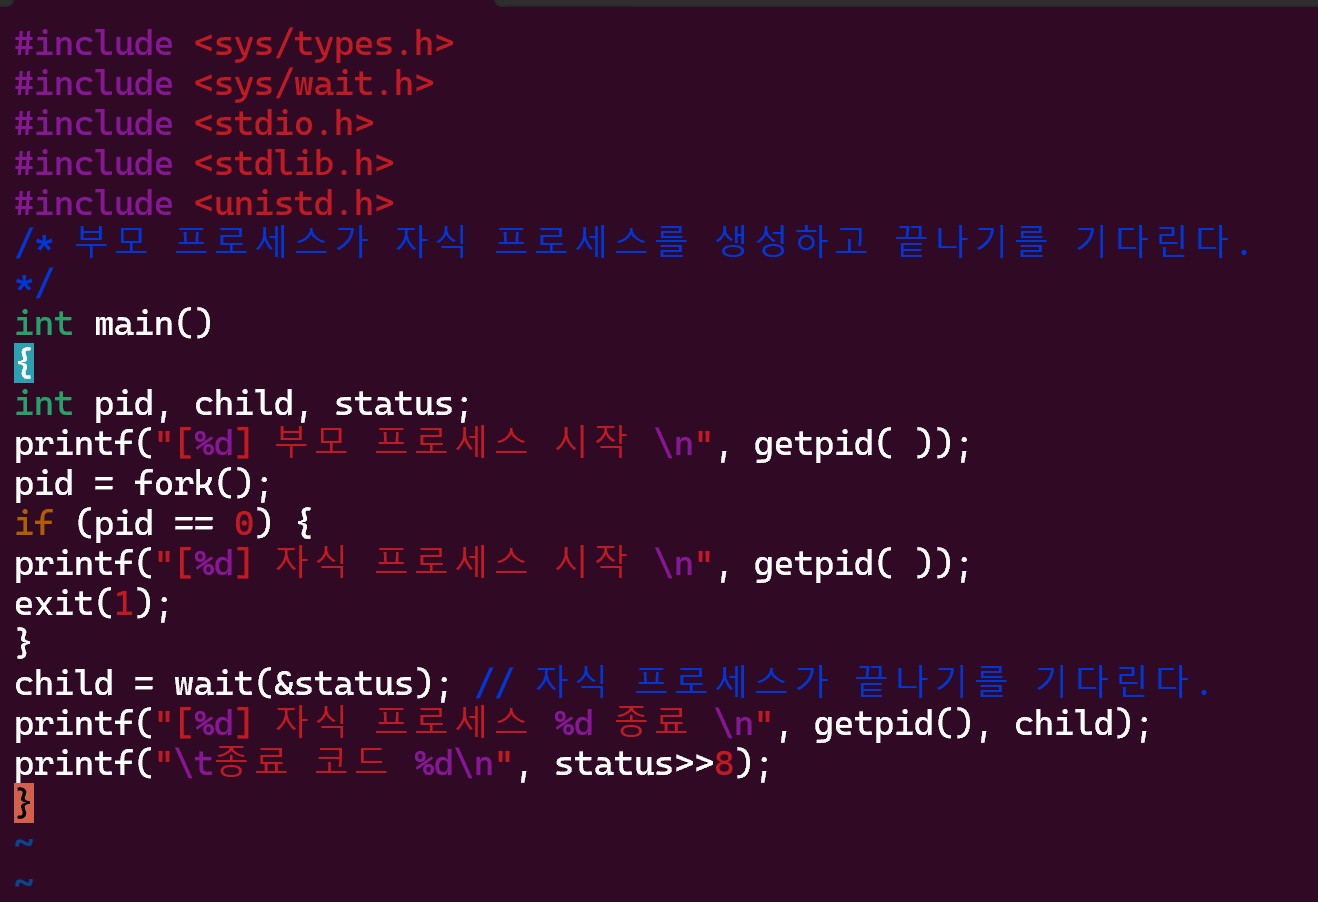 #include <sys/types.h>
#include <sys/wait.h>
#include <stdio.h>
#include <stdlib.h>
#include <unistd.h>
/* 부모 프로세스가 자식 프로세스를 생성하고 끝나기를 기다린다.
*/
int main()
{
int pid, child, status;
printf("[%d] 부모 프로세스 시작 \n", getpid( ));
pid = fork();
if (pid == 0) {
printf("[%d] 자식 프로세스 시작 \n", getpid( ));
exit(1);
}
child = wait(&status); // 자식 프로세스가 끝나기를 기다린다.
printf("[%d] 자식 프로세스 %d 종료 \n", getpid(), child);
printf("\t종료 코드 %d\n", status>>8);
}
~
~